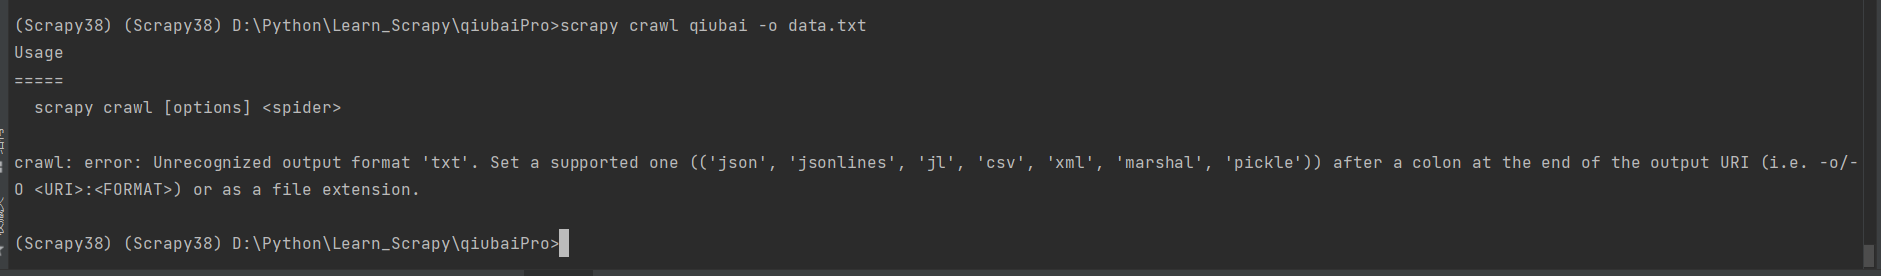 (Scrapy38) (Scrapy38) D:\Python\Learn_Scrapy\qiubaiPro>scrapy crawl qiubai -o data.txt
Usage
=====
  scrapy crawl [options] <spider>

crawl: error: Unrecognized output format 'txt'. Set a supported one (('json', 'jsonlines', 'jl', 'csv', 'xml', 'marshal', 'pickle')) after a colon at the end of the output URI (i.e. -o/-
O <URI>:<FORMAT>) or as a file extension.

(Scrapy38) (Scrapy38) D:\Python\Learn_Scrapy\qiubaiPro>